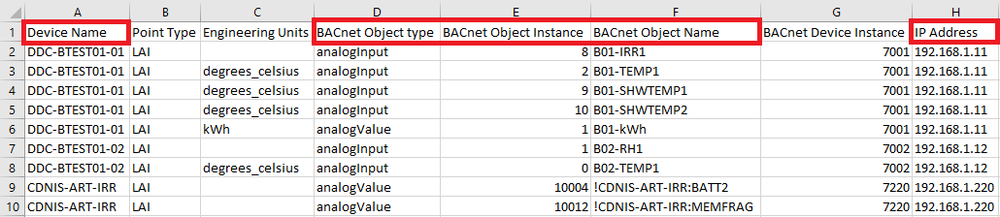 A B C D E F G H
1 Device Name Point Type Engineering Units BACnet Object type BACnet Object Instance BACnet Object Name BACnet Device Instance IP Address
2 DDC-BTEST01-01 LAI analogInput 8 B01-IRR1 7001 192.168.1.11
3 DDC-BTEST01-01 LAI degrees_celsius analogInput 2 B01-TEMP1 7001 192.168.1.11
4 DDC-BTEST01-01 LAI degrees_celsius analogInput 9 B01-SHWTEMP1 7001 192.168.1.11
5 DDC-BTEST01-01 LAI degrees_celsius analogInput 10 B01-SHWTEMP2 7001 192.168.1.11
6 DDC-BTEST01-01 LAI kWh analogValue 1 B01-kWh 7001 192.168.1.11
7 DDC-BTEST01-02 LAI analogInput 1 B02-RH1 7002 192.168.1.12
8 DDC-BTEST01-02 LAI degrees_celsius analogInput 0 B02-TEMP1 7002 192.168.1.12
9 CDNIS-ART-IRR LAI analogValue 10004 !CDNIS-ART-IRR:BATT2 7220 192.168.1.220
10 CDNIS-ART-IRR LAI analogValue 10012 !CDNIS-ART-IRR:MEMFRAG 7220 192.168.1.220